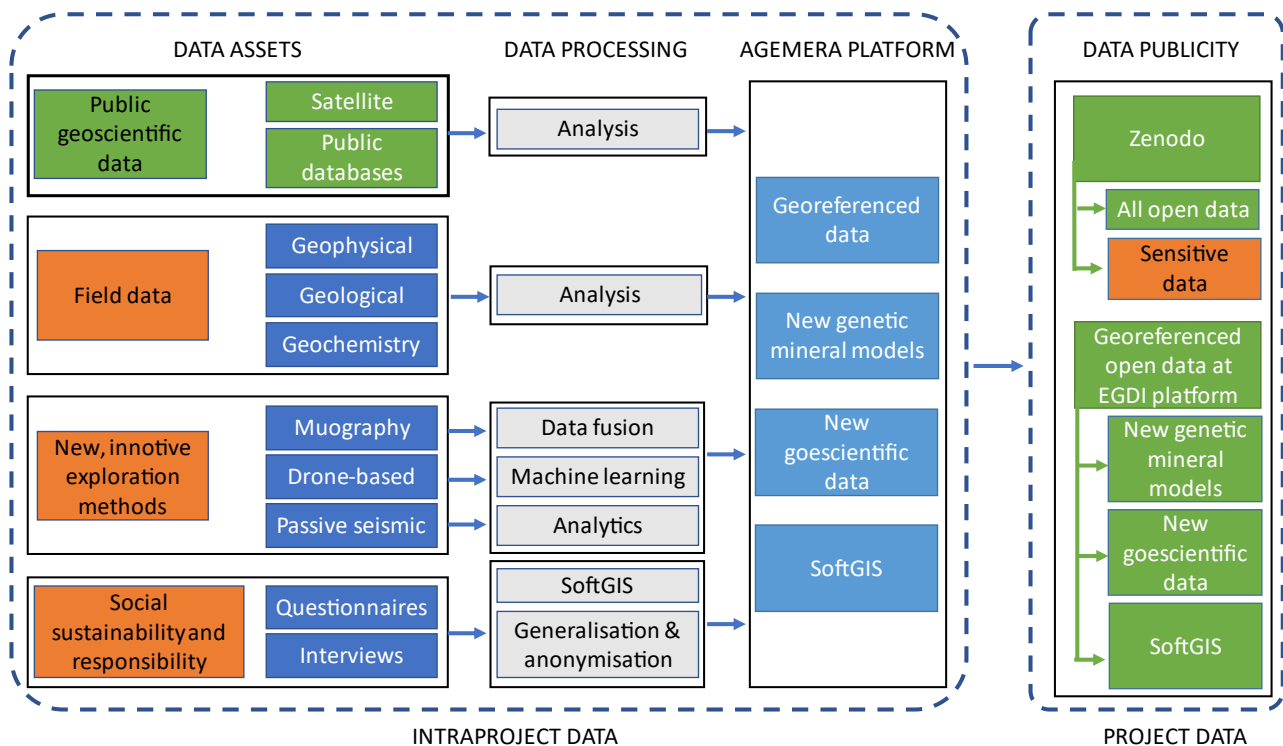 DATA ASSETS
DATA PROCESSING
AGEMERA PLATFORM
DATA PUBLICITY
Public
geoscientific
data
Satellite
Public
databases
Analysis
Field data
Geophysical
Geological
Geochemistry
Analysis
New, innotive
exploration
methods
Muography
Drone-based
Passive seismic
Data fusion
Machine learning
Analytics
Social
sustainability and
responsibility
Questionnaires
Interviews
SoftGIS
Generalisation &
anonymisation
Georeferenced
data
New genetic
mineral models
New
goescientific
data
SoftGIS
Zenodo
All open data
Sensitive
data
Georeferenced
open data at
EGDI platform
New genetic
mineral
models
New
goescientific
data
SoftGIS
INTRAPROJECT DATA
PROJECT DATA